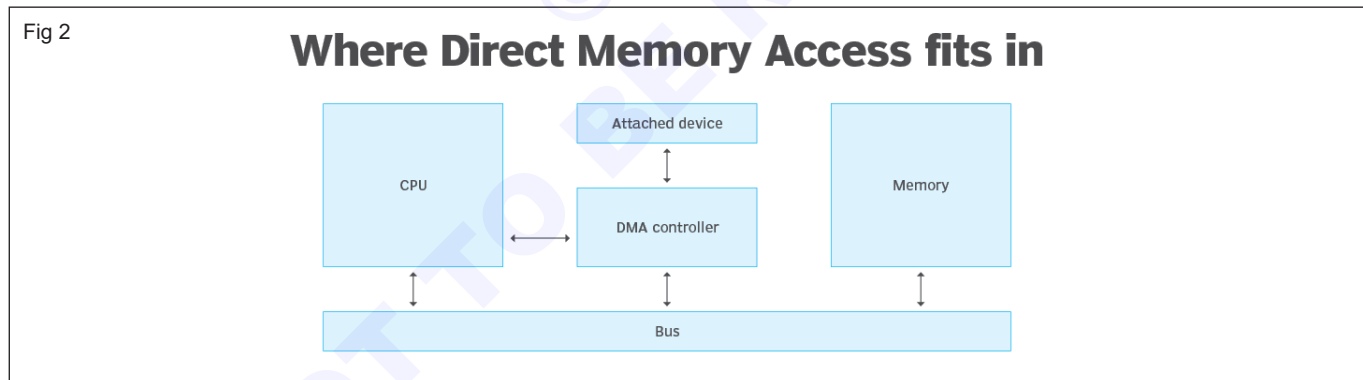 Fig 2
Where Direct Memory Access fits in
CPU
Attached device
DMA controller
Memory
Bus